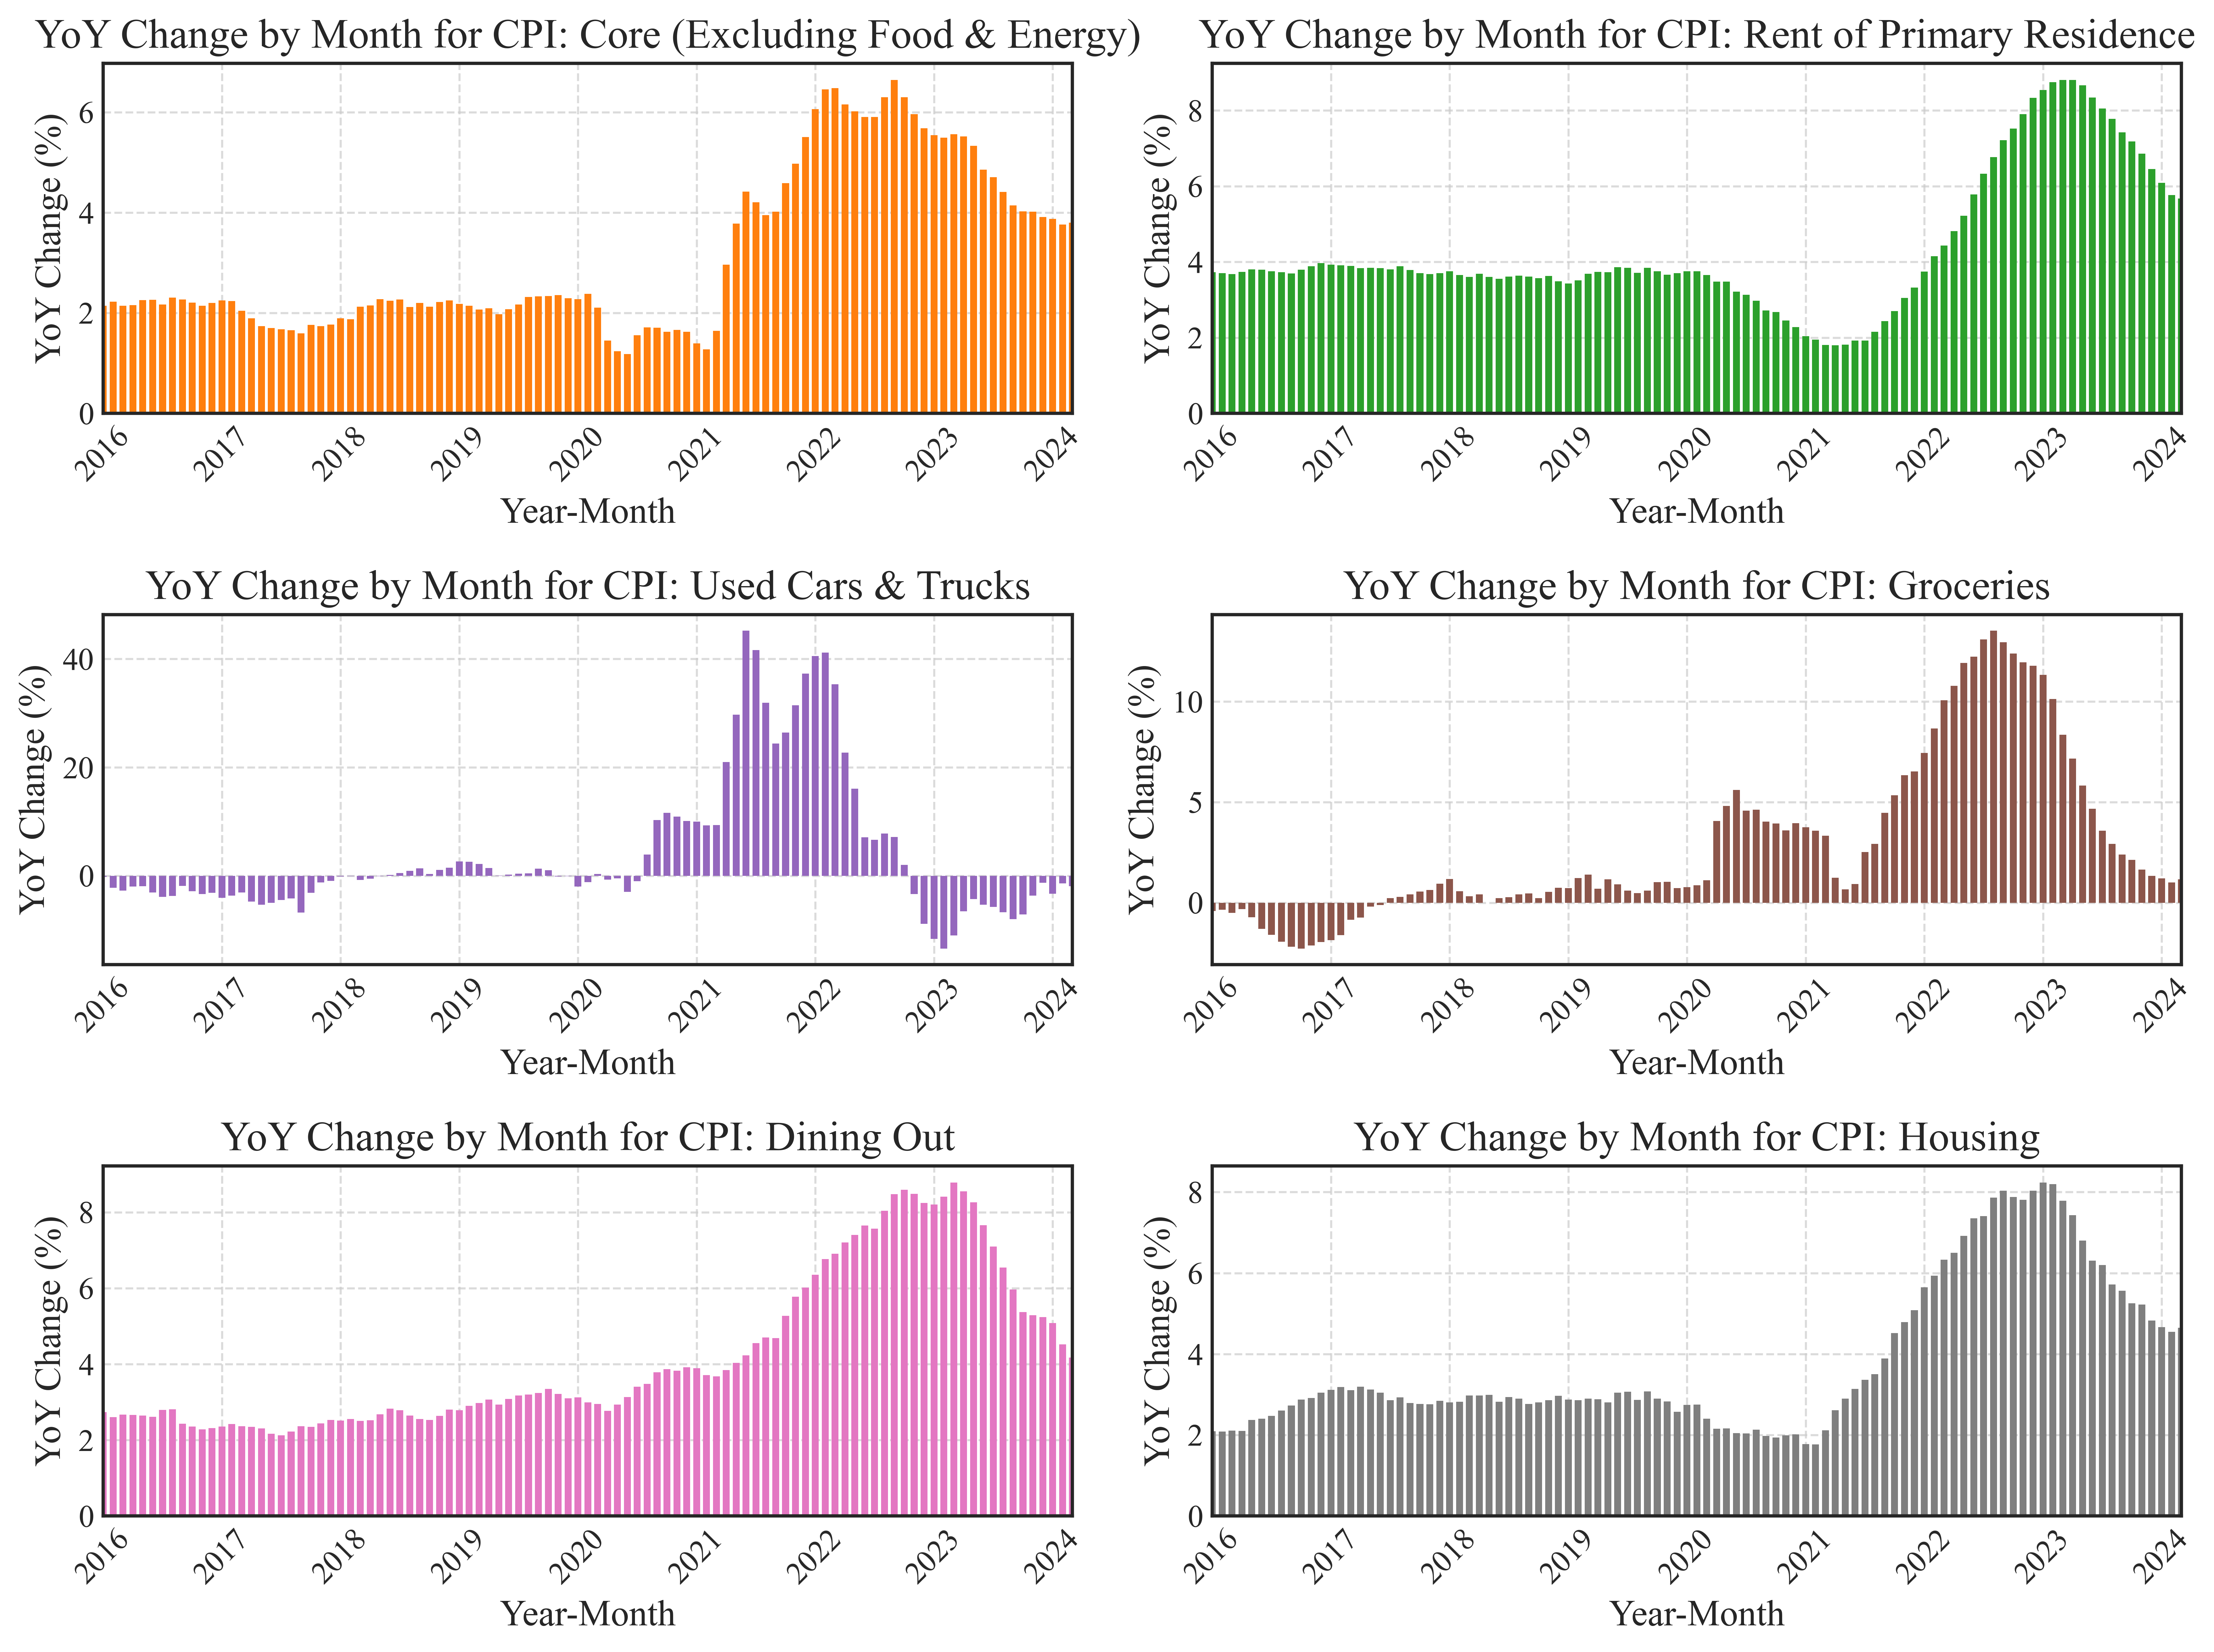 YoY Change by Month for CPI: Core (Excluding Food & Energy)
YoY Change (%)
6
4
2
0
2016 2017 2018 2019 2020 2021 2022 2023 2024
Year-Month
YoY Change by Month for CPI: Rent of Primary Residence
YoY Change (%)
8
6
4
2
0
2016 2017 2018 2019 2020 2021 2022 2023 2024
Year-Month
YoY Change by Month for CPI: Used Cars & Trucks
YoY Change (%)
40
20
0
2016 2017 2018 2019 2020 2021 2022 2023 2024
Year-Month
YoY Change by Month for CPI: Groceries
YoY Change (%)
10
5
0
2016 2017 2018 2019 2020 2021 2022 2023 2024
Year-Month
YoY Change by Month for CPI: Dining Out
YoY Change (%)
8
6
4
2
0
2016 2017 2018 2019 2020 2021 2022 2023 2024
Year-Month
YoY Change by Month for CPI: Housing
YoY Change (%)
8
6
4
2
0
2016 2017 2018 2019 2020 2021 2022 2023 2024
Year-Month